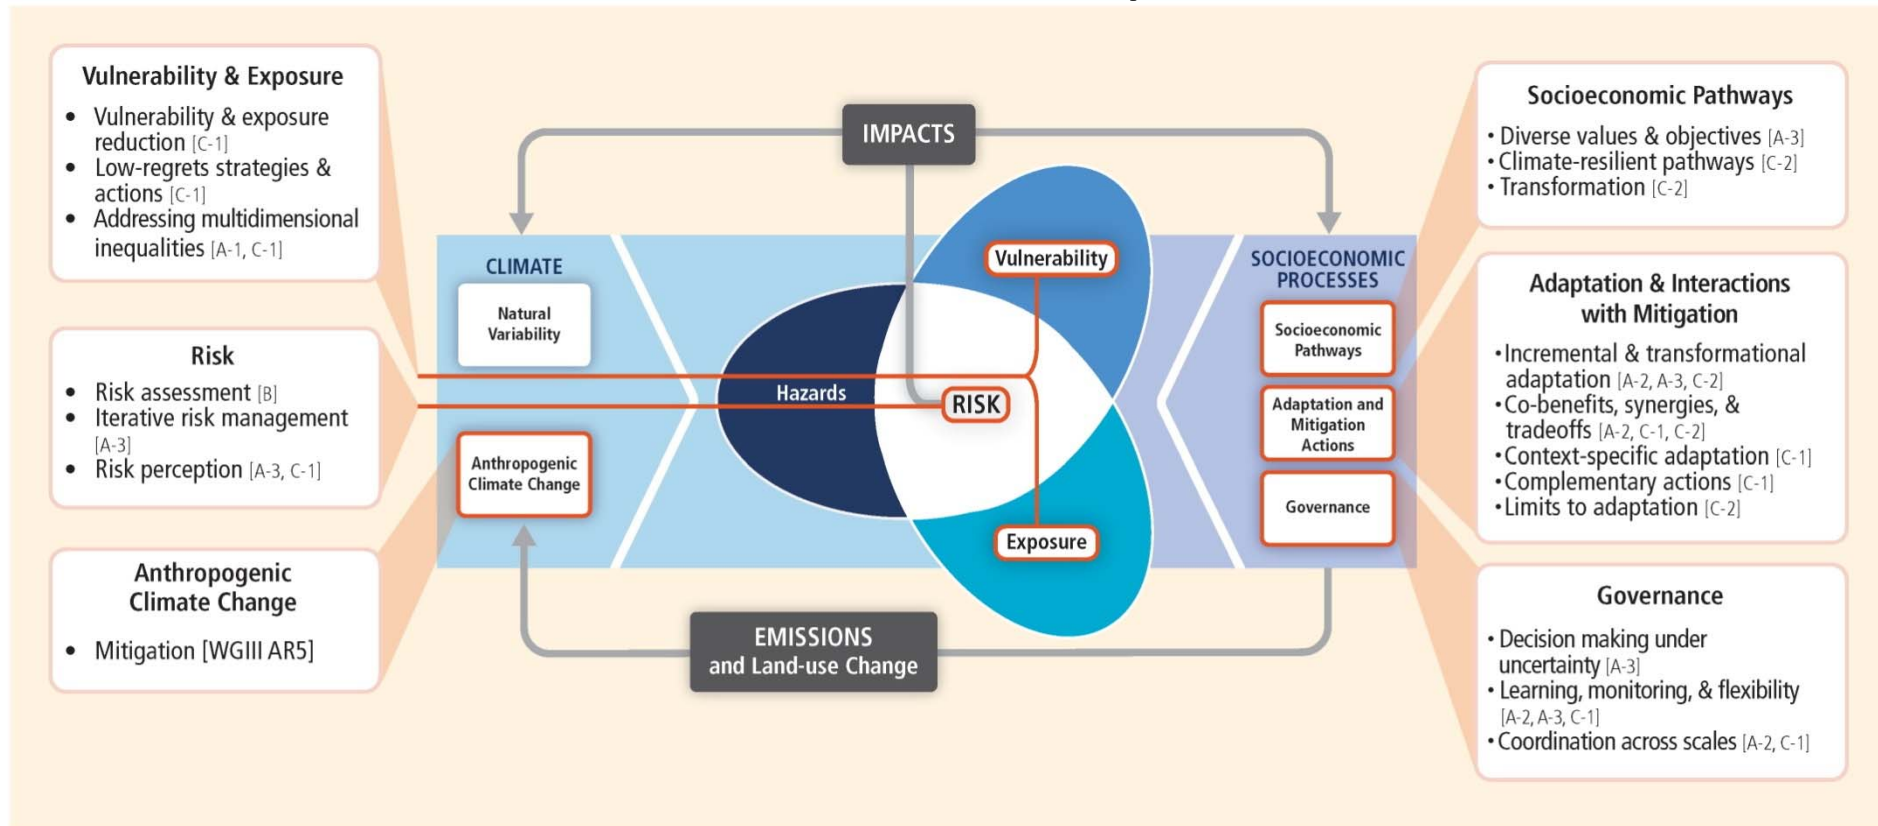 Vulnerability & Exposure
• Vulnerability & exposure
reduction [C-1]
• Low-regrets strategies &
actions [C-1]
• Addressing multidimensional
inequalities [A-1, C-1]
Risk
• Risk assessment [B]
• Iterative risk management
[A-3]
• Risk perception [A-3, C-1]
Anthropogenic
Climate Change
• Mitigation [WGIII AR5]
IMPACTS
CLIMATE
Natural
Variability
Anthropogenic
Climate Change
Vulnerability
Hazards
RISK
Exposure
EMISSIONS
and Land-use Change
SOCIOECONOMIC
PROCESSES
Socioeconomic
Pathways
Adaptation and
Mitigation
Actions
Governance
Socioeconomic Pathways
• Diverse values & objectives [A-3]
• Climate-resilient pathways [C-2]
• Transformation [C-2]
Adaptation & Interactions
with Mitigation
• Incremental & transformational
adaptation [A-2, A-3, C-2]
• Co-benefits, synergies, &
tradeoffs [A-2, C-1, C-2]
• Context-specific adaptation [C-1]
• Complementary actions [C-1]
• Limits to adaptation [C-2]
Governance
• Decision making under
uncertainty [A-3]
• Learning, monitoring, & flexibility
[A-2, A-3, C-1]
• Coordination across scales [A-2, C-1]